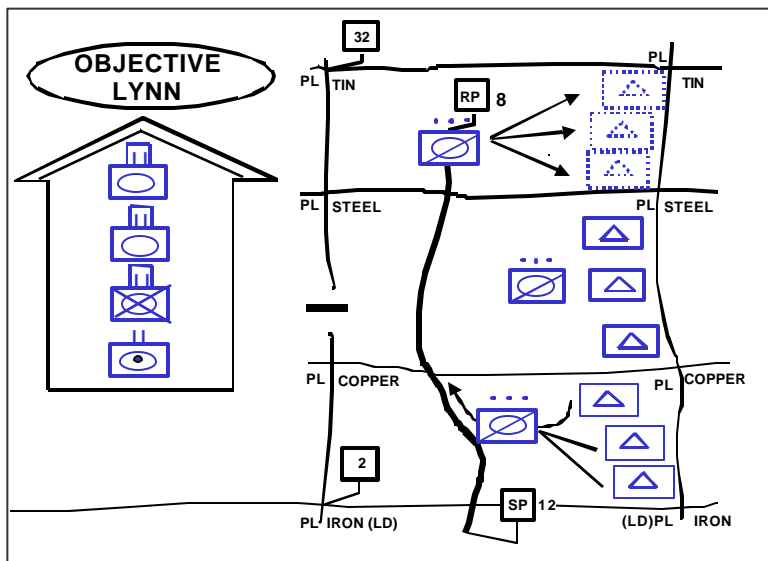 OBJECTIVE
LYNN
32
PL
PL TIN
TIN
RP 8
PL STEEL
PL STEEL
PL COPPER
PL COPPER
2
SP 12
PL IRON (LD)
(LD)PL IRON